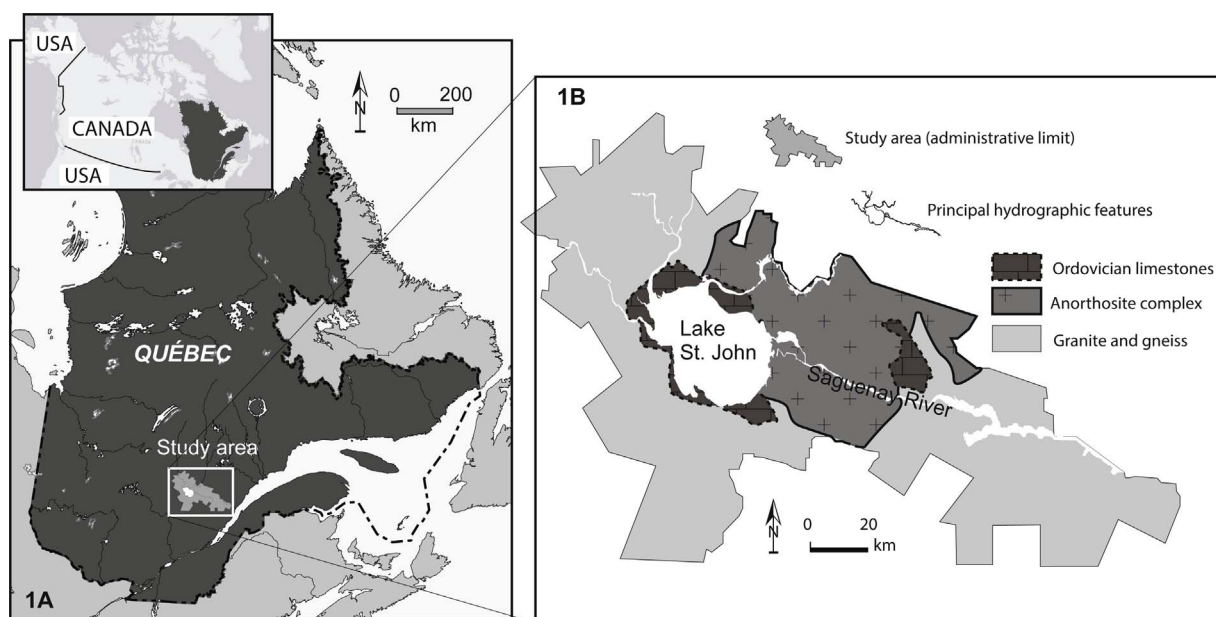 USA
CANADA
CANADA
USA
N
0 200
km
QUÉBEC
Study area
1A
1B
Study area (administrative limit)
Principal hydrographic features
Ordovician limestones
Anorthosite complex
Granite and gneiss
Lake
St. John
Saguenay River
N
0 20
km